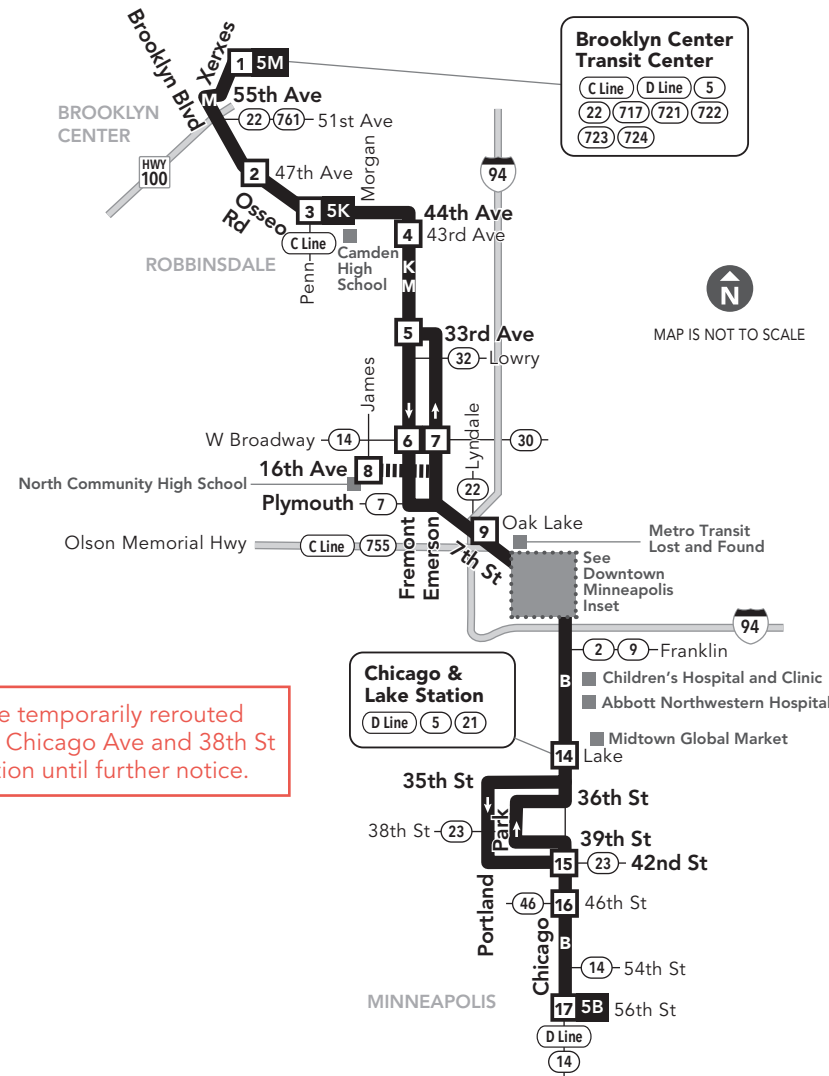 Brooklyn Blvd
Xerxes
1 5M
Brooklyn Center
Transit Center
C Line D Line 5
22 717 721 722
723 724
M
55th Ave
BROOKLYN
CENTER
22 761 51st Ave
HWY
100
2 47th Ave
Morgan
94
Osseo
Rd
3 5K
44th Ave
4 43rd Ave
C Line
Penn
Camden
High
School
ROBBINSDALE
K
M
N
MAP IS NOT TO SCALE
5 33rd Ave
32 Lowry
James
Lyndale
W Broadway 14 6 7 30
16th Ave 8
North Community High School
22
Plymouth 7
9 Oak Lake
Fremont
Emerson
7th St
Olson Memorial Hwy C Line 755
Metro Transit
Lost and Found
See
Downtown
Minneapolis
Inset
94
2 9 Franklin
B
Children's Hospital and Clinic
Abbott Northwestern Hospital
Chicago &
Lake Station
D Line 5 21
Midtown Global Market
14 Lake
e temporarily rerouted
Chicago Ave and 38th St
tion until further notice.
35th St
36th St
Park
38th St 23
39th St
15 23 42nd St
Portland
46 16 46th St
Chicago
B
14 54th St
MINNEAPOLIS
17 5B 56th St
D Line
14